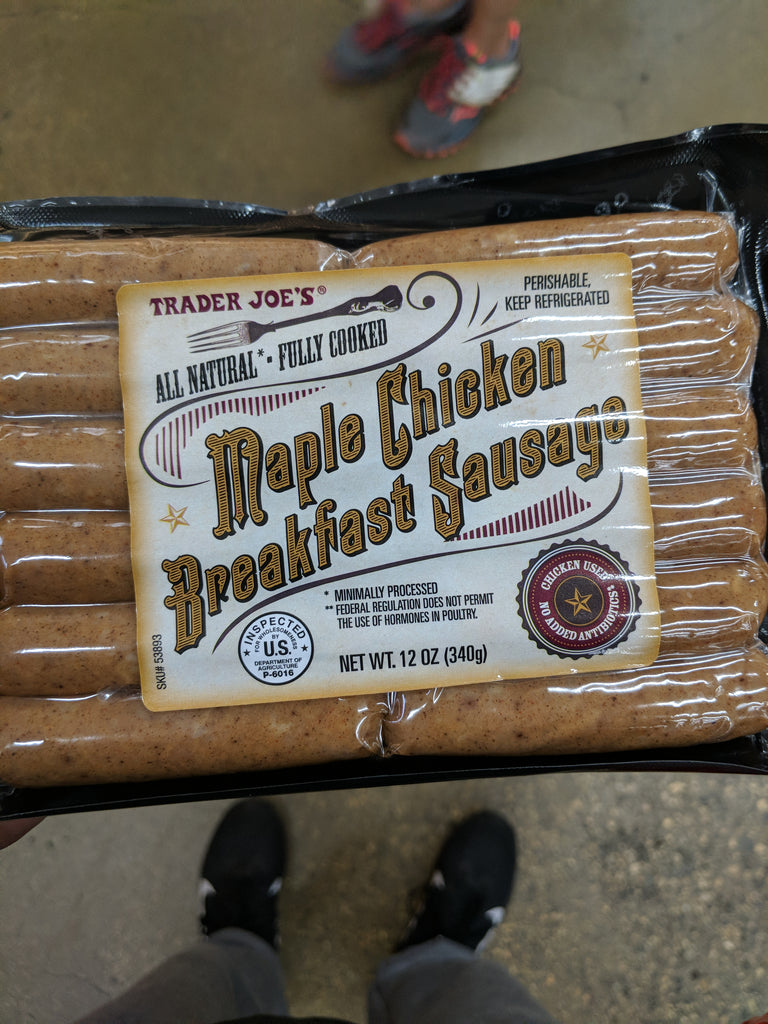 TRADER JOE'S®
PERISHABLE,
KEEP REFRIGERATED
ALL NATURAL* - FULLY COOKED
Maple Chicken
Breakfast Sausage
* MINIMALLY PROCESSED
** FEDERAL REGULATION DOES NOT PERMIT
THE USE OF HORMONES IN POULTRY.
CHICKEN USED
NO ADDED ANTIBIOTICS
INSPECTED
FOR WHOLESOMENESS
BY
U.S.
DEPARTMENT OF
AGRICULTURE
P-6016
NET WT. 12 OZ (340g)
SKU# 53893